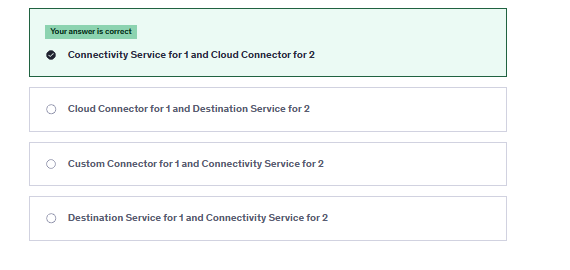 Your answer is correct
Connectivity Service for 1 and Cloud Connector for 2
Cloud Connector for 1 and Destination Service for 2
Custom Connector for 1 and Connectivity Service for 2
Destination Service for 1 and Connectivity Service for 2